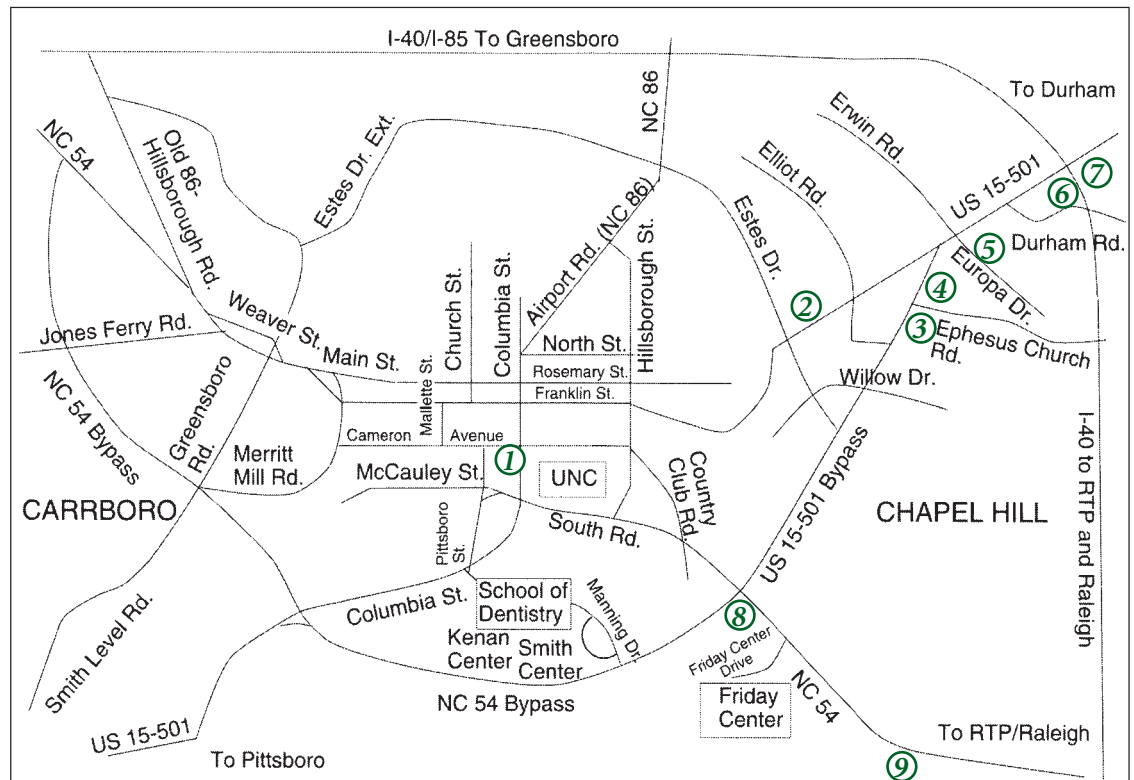 I-40/I-85 To Greensboro
To Durham
NC 86
Erwin Rd.
NC 54
Old 86-
Hillsborough Rd.
Estes Dr. Ext.
Elliot Rd.
US 15-501
7
6
Airport Rd. (NC 86)
Estes Dr.
Durham Rd.
5
Europa Dr.
Church St.
Columbia St.
Hillsborough St.
4
2
Weaver St.
Jones Ferry Rd.
Main St.
North St.
3
Ephesus Church
Rd.
Mallette St.
Rosemary St.
Willow Dr.
Franklin St.
NC 54 Bypass
Greensboro
Rd.
Cameron
Avenue
Merritt
Mill Rd.
1
McCauley St.
UNC
Country
Club Rd.
I-40 to RTP and Raleigh
CARRBORO
CHAPEL HILL
South Rd.
Pittsboro
St.
US 15-501 Bypass
Columbia St.
School of
Dentistry
Manning Dr.
8
Smith Level Rd.
Kenan
Center
Smith
Center
Friday Center
Drive
NC 54
NC 54 Bypass
Friday
Center
US 15-501
To Pittsboro
To RTP/Raleigh
9